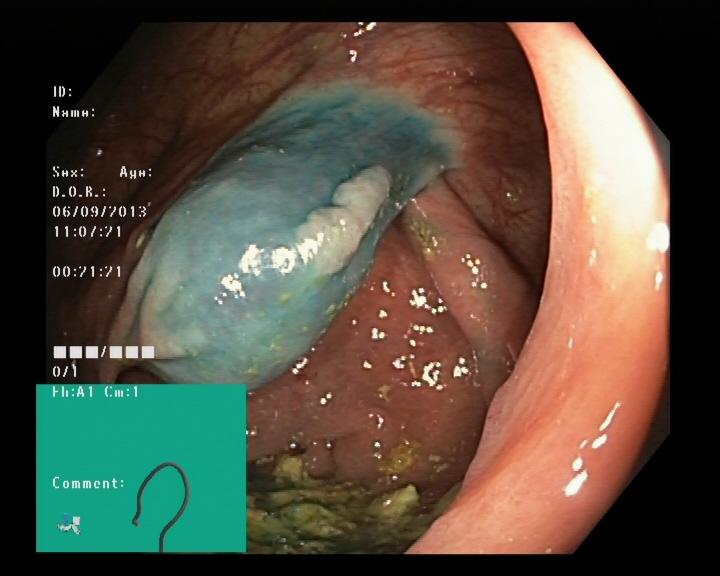 ID:
Name:
Sex: Age:
D.O.B.:
06/09/2013
11:07:21
00:21:21
■■■/■■■
0/1
Eh:A1 Cm:1
Comment: